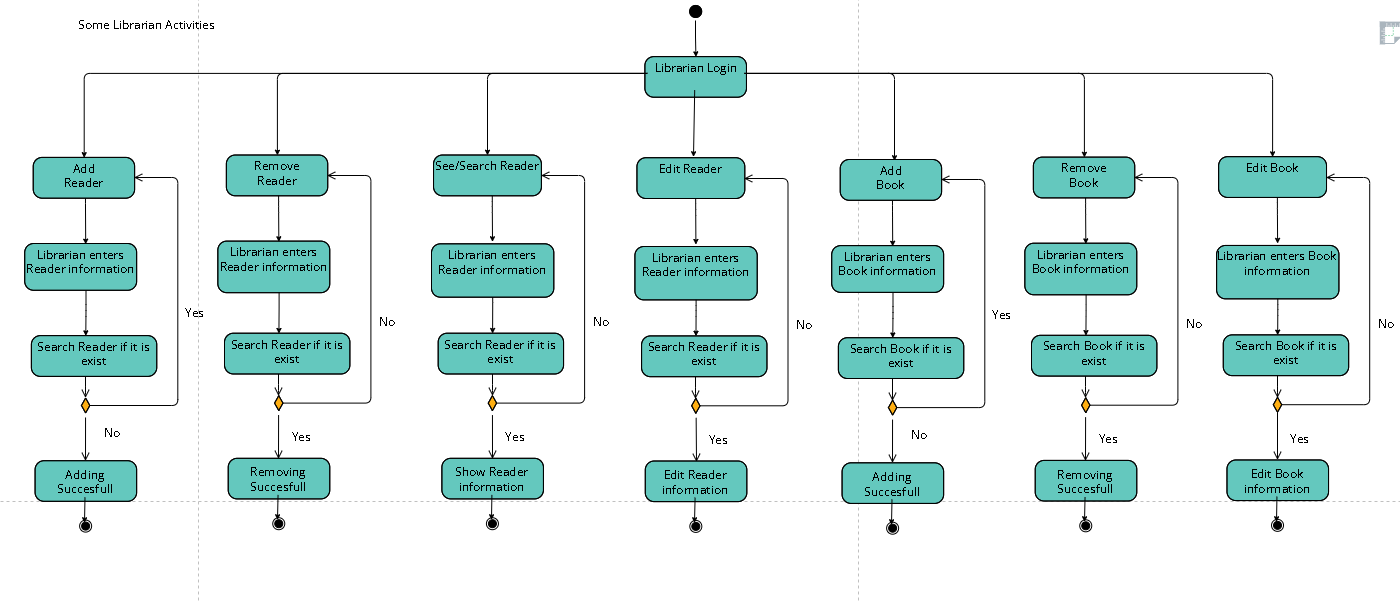 Some Librarian Activities
Librarian Login
Add
Reader
Librarian enters
Reader information
Yes
Search Reader if it is
exist
No
Adding
Succesfull
Remove
Reader
Librarian enters
Reader information
No
Search Reader if it is
exist
Yes
Removing
Succesfull
See/Search Reader
Librarian enters
Reader information
No
Search Reader if it is
exist
Yes
Show Reader
information
Edit Reader
Librarian enters
Reader information
No
Search Reader if it is
exist
Yes
Edit Reader
information
Add
Book
Librarian enters
Book information
Yes
Search Book if it is
exist
No
Adding
Succesfull
Remove
Book
Librarian enters
Book information
No
Search Book if it is
exist
Yes
Removing
Succesfull
Edit Book
Librarian enters Book
information
No
Search Book if it is
exist
Yes
Edit Book
information